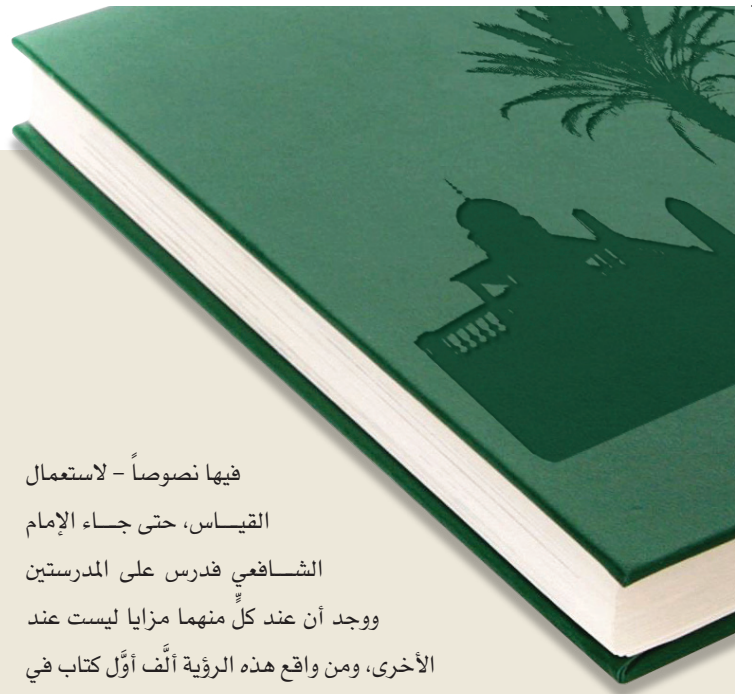 فيها نصوصاً – لاستعمال
القيـــاس، حتى جـــاء الإمام
الشـــافعي فدرس على المدرستين
ووجد أن عند كلٍّ منهما مزايا ليست عند
الأخرى، ومن واقع هذه الرؤية ألَّف أوَّل كتاب في